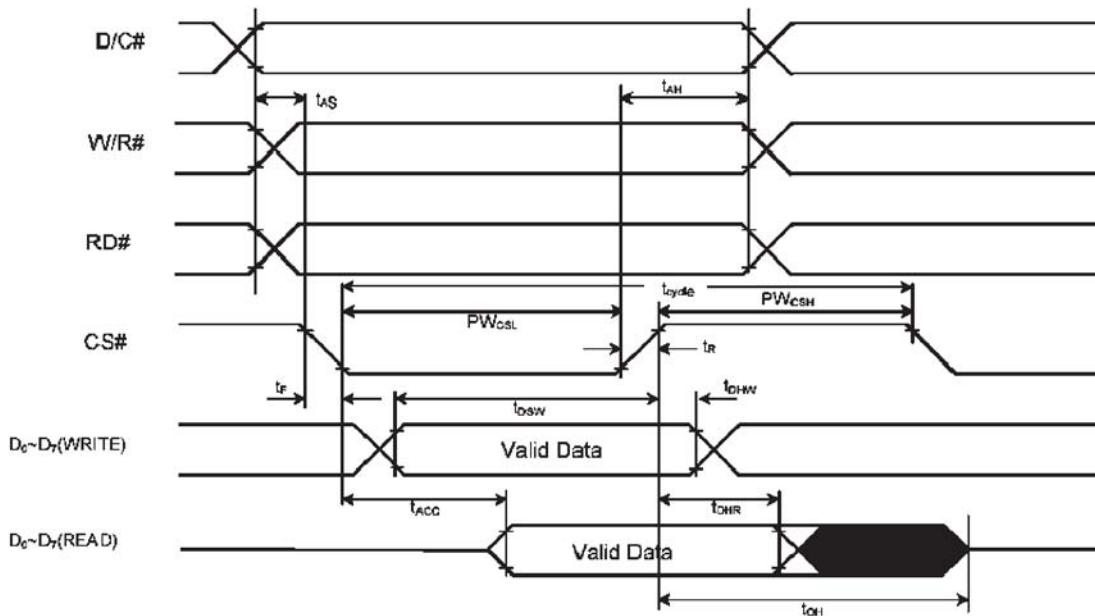 D/C#
tAS
tAH
W/R#
RD#
tcycle
PWCSL
PWCSH
CS#
tR
tF
tDSW
tDHW
D0~D7(WRITE)
Valid Data
tACC
tDHR
D0~D7(READ)
Valid Data
tOH